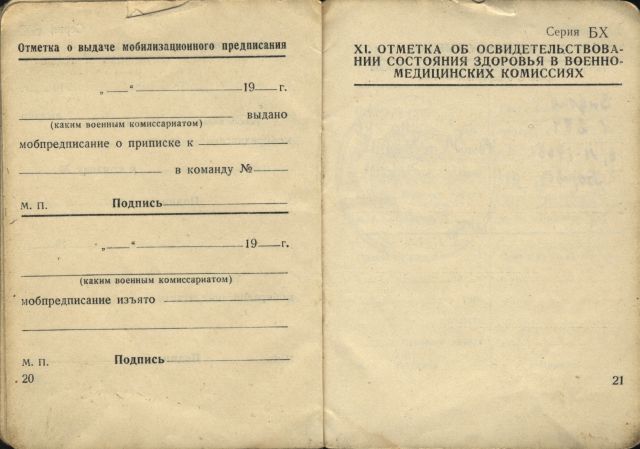 Отметка о выдаче мобилизационного предписания
„ “ 19 г.
выдано
(каким военным комиссариатом)
мобпредписание о приписке к
в команду №
М. П. Подпись
„ “ 19 г.
(каким военным комиссариатом)
мобпредписание изъято
М. П. Подпись
20
Серия БХ
XI. ОТМЕТКА ОБ ОСВИДЕТЕЛЬСТВОВА-
НИИ СОСТОЯНИЯ ЗДОРОВЬЯ В ВОЕННО-
МЕДИЦИНСКИХ КОМИССИЯХ
21